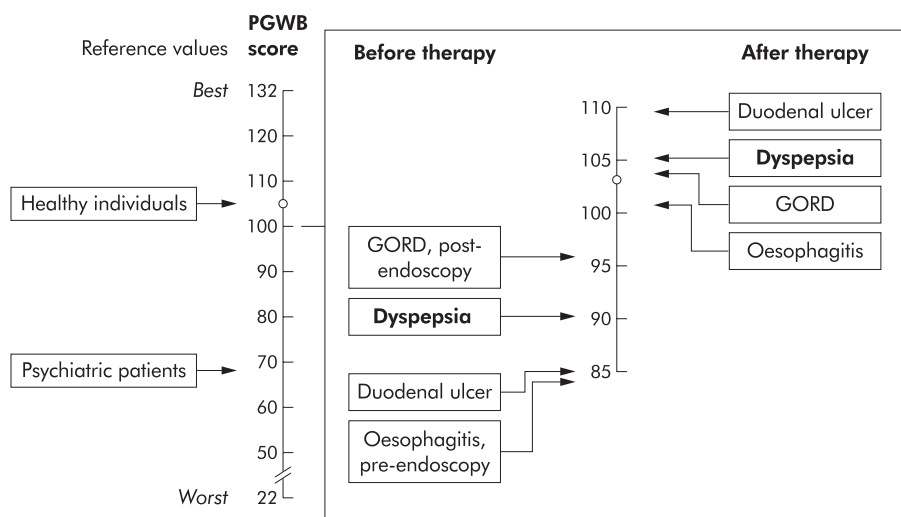 PGWB
Reference values score
Best 132
120
110
Healthy individuals
100
90
80
Psychiatric patients 70
60
50
Worst 22
Before therapy
After therapy
110
105
100
95
90
85
GORD, post-
endoscopy
Dyspepsia
Duodenal ulcer
Oesophagitis,
pre-endoscopy
Duodenal ulcer
Dyspepsia
GORD
Oesophagitis